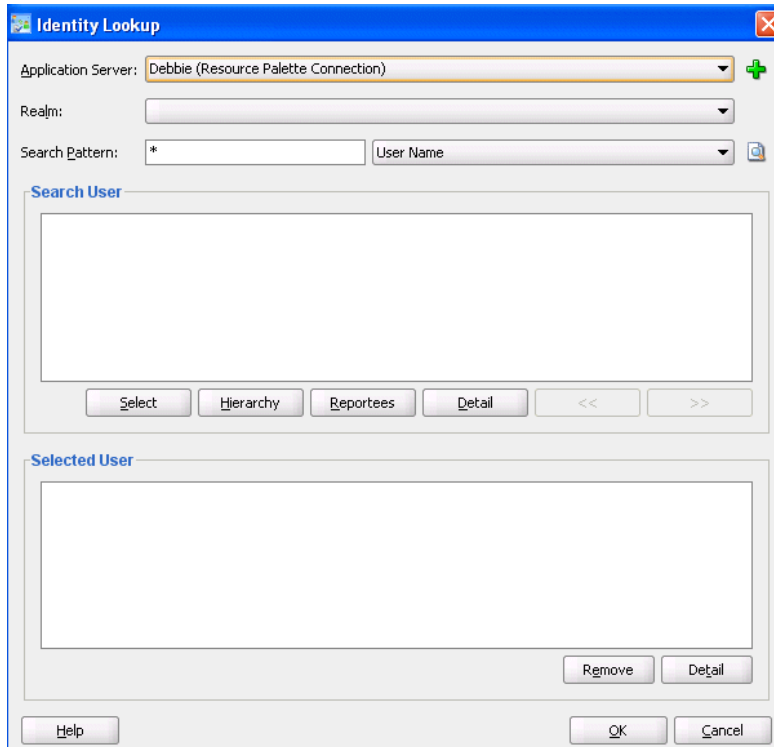 Identity Lookup
Application Server: Debbie (Resource Palette Connection)
Realm:
Search Pattern: * User Name
Search User
Select Hierarchy Reportees Detail << >>
Selected User
Remove Detail
Help OK Cancel